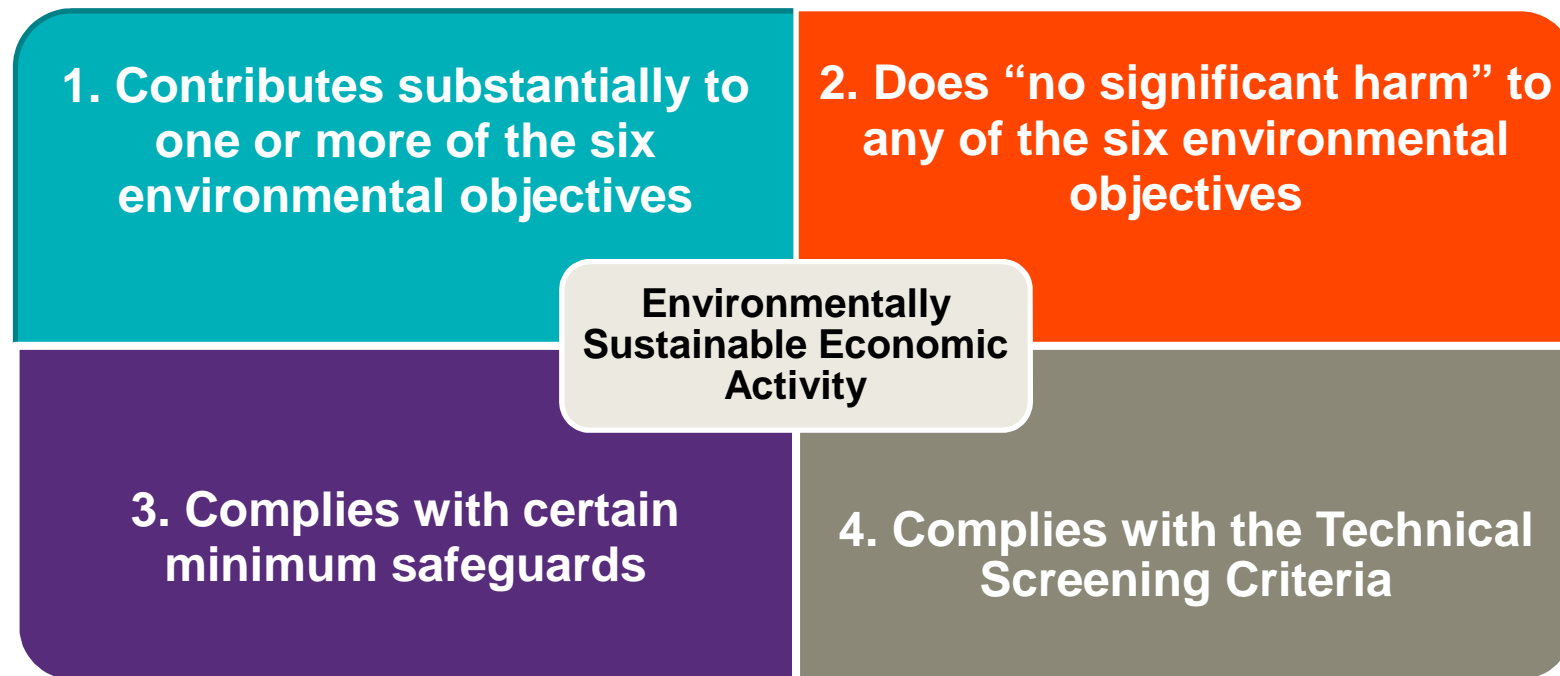 1. Contributes substantially to
one or more of the six
environmental objectives
2. Does “no significant harm” to
any of the six environmental
objectives
Environmentally
Sustainable Economic
Activity
3. Complies with certain
minimum safeguards
4. Complies with the Technical
Screening Criteria